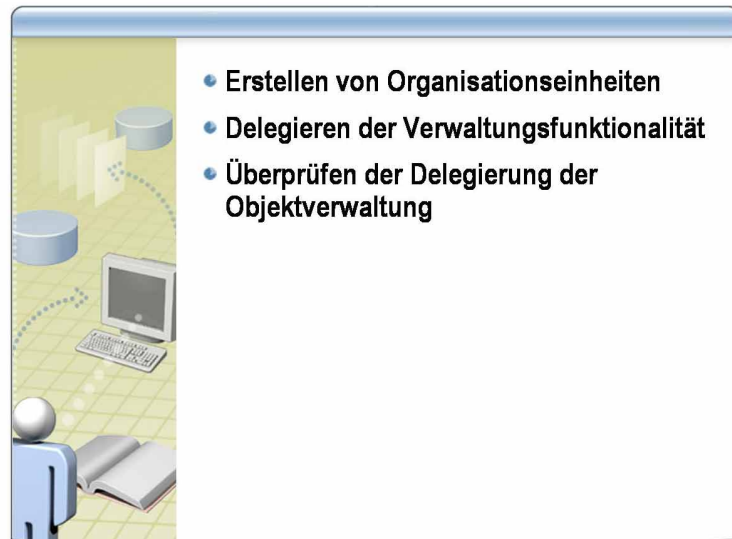 Erstellen von Organisationseinheiten
Delegieren der Verwaltungsfunktionalität
Überprüfen der Delegierung der
Objektverwaltung